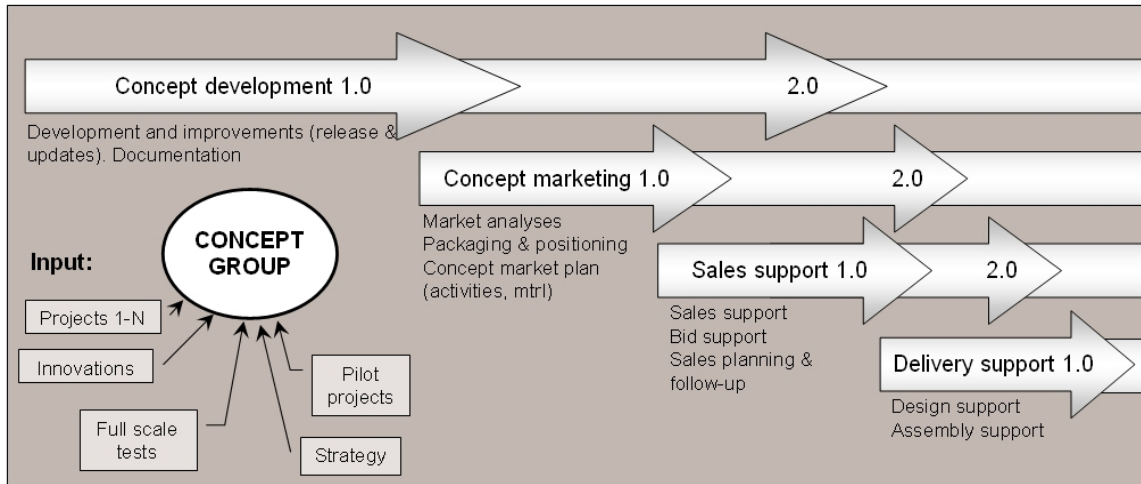 Concept development 1.0
2.0
Development and improvements (release &
updates). Documentation
Concept marketing 1.0
2.0
Market analyses
Packaging & positioning
Concept market plan
(activities, mtrl)
Sales support 1.0
2.0
Sales support
Bid support
Sales planning &
follow-up
Delivery support 1.0
Design support
Assembly support
CONCEPT
GROUP
Input:
Projects 1-N
Innovations
Full scale
tests
Strategy
Pilot
projects